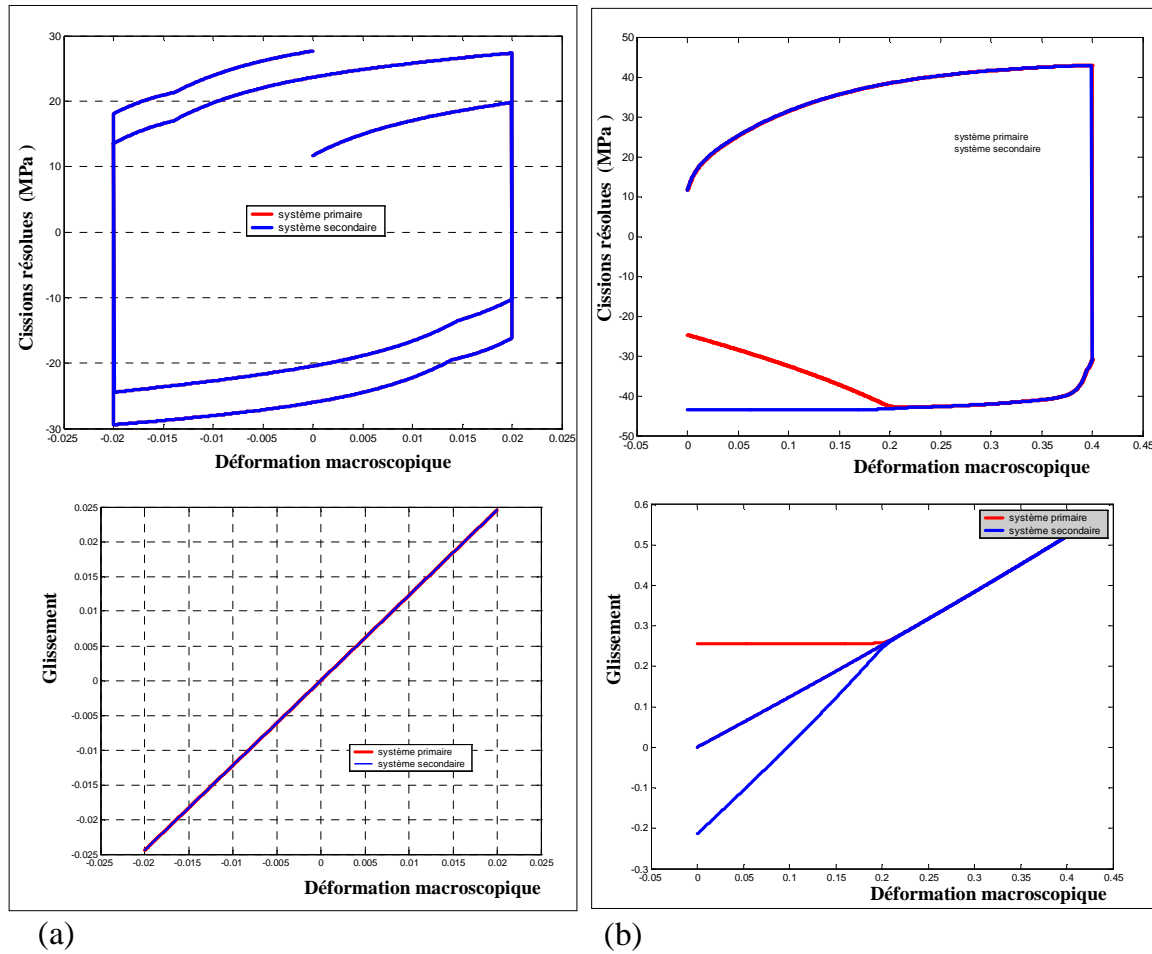 30
20
10
0
-10
-20
-30
-0.025 -0.02 -0.015 -0.01 -0.005 0 0.005 0.01 0.015 0.02 0.025
Cissions résolues (MPa )
système primaire
système secondaire
Déformation macroscopique
50
40
30
20
10
0
-10
-20
-30
-40
-50
-0.05 0 0.05 0.1 0.15 0.2 0.25 0.3 0.35 0.4 0.45
Cissions résolues (MPa )
système primaire
système secondaire
Déformation macroscopique
0.025
0.02
0.015
0.01
0.005
0
-0.005
-0.01
-0.015
-0.02
-0.025
-0.025 -0.02 -0.015 -0.01 -0.005 0 0.005 0.01 0.015 0.02 0.025
Glissement
système primaire
système secondaire
Déformation macroscopique
0.6
0.5
0.4
0.3
0.2
0.1
0
-0.1
-0.2
-0.3
-0.05 0 0.05 0.1 0.15 0.2 0.25 0.3 0.35 0.4 0.45
Glissement
système primaire
système secondaire
Déformation macroscopique
(a)
(b)